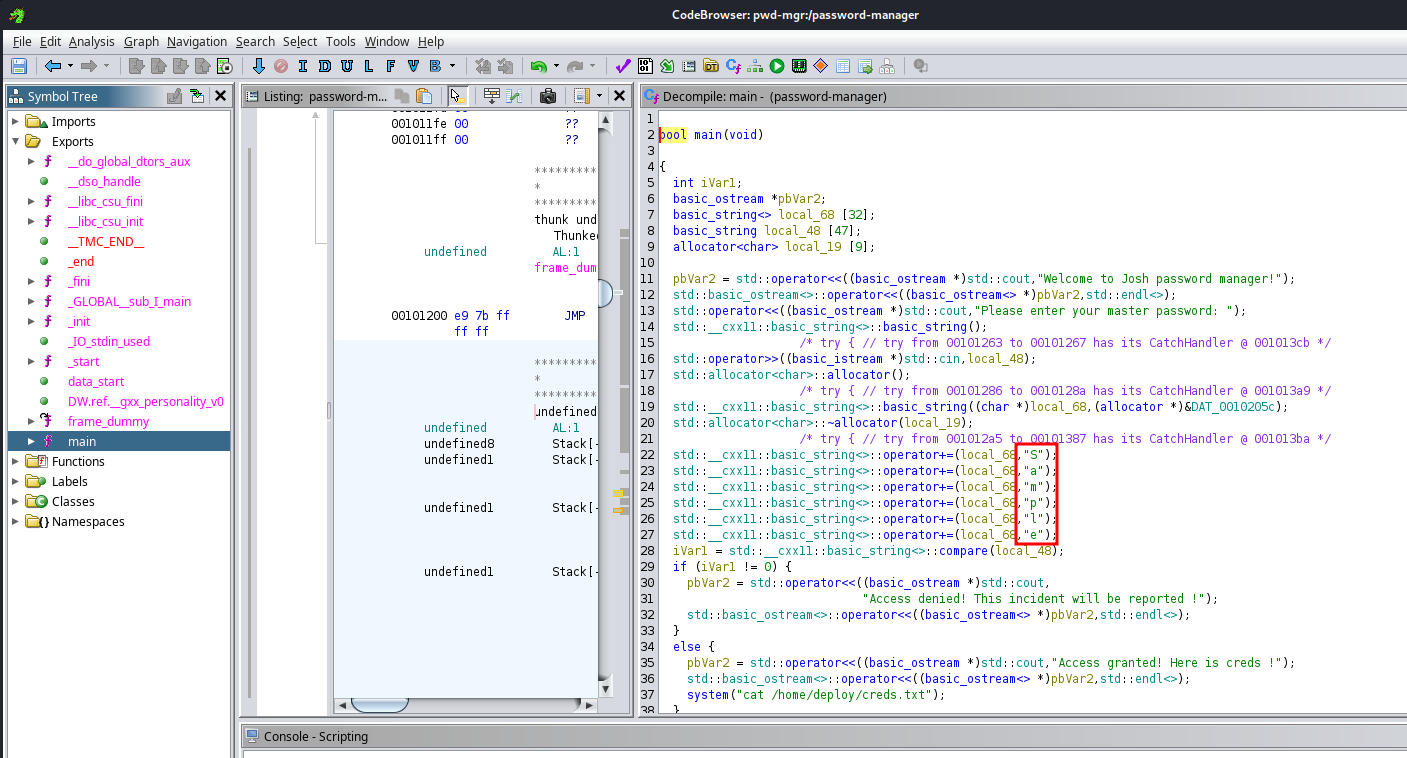 CodeBrowser: pwd-mgr:/password-manager
File Edit Analysis Graph Navigation Search Select Tools Window Help
I D U L F V B
Symbol Tree
Imports
Exports
__do_global_dtors_aux
__dso_handle
__libc_csu_fini
__libc_csu_init
__TMC_END__
_end
_fini
_GLOBAL__sub_I_main
_init
_IO_stdin_used
_start
data_start
DW.ref.__gxx_personality_v0
frame_dummy
main
Functions
Labels
Classes
Namespaces
Listing: password-m...
001011fe 00 ??
001011ff 00 ??
*********
*
*********
thunk und
Thunked
undefined AL:1
frame_dum
00101200 e9 7b ff JMP
ff ff
*********
*
*********
undefined
undefined AL:1
undefined8 Stack[-
undefined1 Stack[-
undefined1 Stack[-
undefined1 Stack[-
Decompile: main - (password-manager)
1
2 bool main(void)
3
4 {
5 int iVar1;
6 basic_ostream *pbVar2;
7 basic_string<> local_68 [32];
8 basic_string local_48 [47];
9 allocator<char> local_19 [9];
10
11 pbVar2 = std::operator<<((basic_ostream *)std::cout,"Welcome to Josh password manager!");
12 std::basic_ostream<>::operator<<((basic_ostream<> *)pbVar2,std::endl<>);
13 std::operator<<((basic_ostream *)std::cout,"Please enter your master password: ");
14 std::__cxx11::basic_string<>::basic_string();
15 /* try { // try from 00101263 to 00101267 has its CatchHandler @ 001013cb */
16 std::operator>>((basic_istream *)std::cin,local_48);
17 std::allocator<char>::allocator();
18 /* try { // try from 00101286 to 0010128a has its CatchHandler @ 001013a9 */
19 std::__cxx11::basic_string<>::basic_string((char *)local_68,(allocator *)&DAT_0010205c);
20 std::allocator<char>::~allocator(local_19);
21 /* try { // try from 001012a5 to 00101387 has its CatchHandler @ 001013ba */
22 std::__cxx11::basic_string<>::operator+=(local_68,"S");
23 std::__cxx11::basic_string<>::operator+=(local_68,"a");
24 std::__cxx11::basic_string<>::operator+=(local_68,"m");
25 std::__cxx11::basic_string<>::operator+=(local_68,"p");
26 std::__cxx11::basic_string<>::operator+=(local_68,"l");
27 std::__cxx11::basic_string<>::operator+=(local_68,"e");
28 iVar1 = std::__cxx11::basic_string<>::compare(local_48);
29 if (iVar1 != 0) {
30 pbVar2 = std::operator<<((basic_ostream *)std::cout,
31 "Access denied! This incident will be reported !");
32 std::basic_ostream<>::operator<<((basic_ostream<> *)pbVar2,std::endl<>);
33 }
34 else {
35 pbVar2 = std::operator<<((basic_ostream *)std::cout,"Access granted! Here is creds !");
36 std::basic_ostream<>::operator<<((basic_ostream<> *)pbVar2,std::endl<>);
37 system("cat /home/deploy/creds.txt");
38 }
Console - Scripting